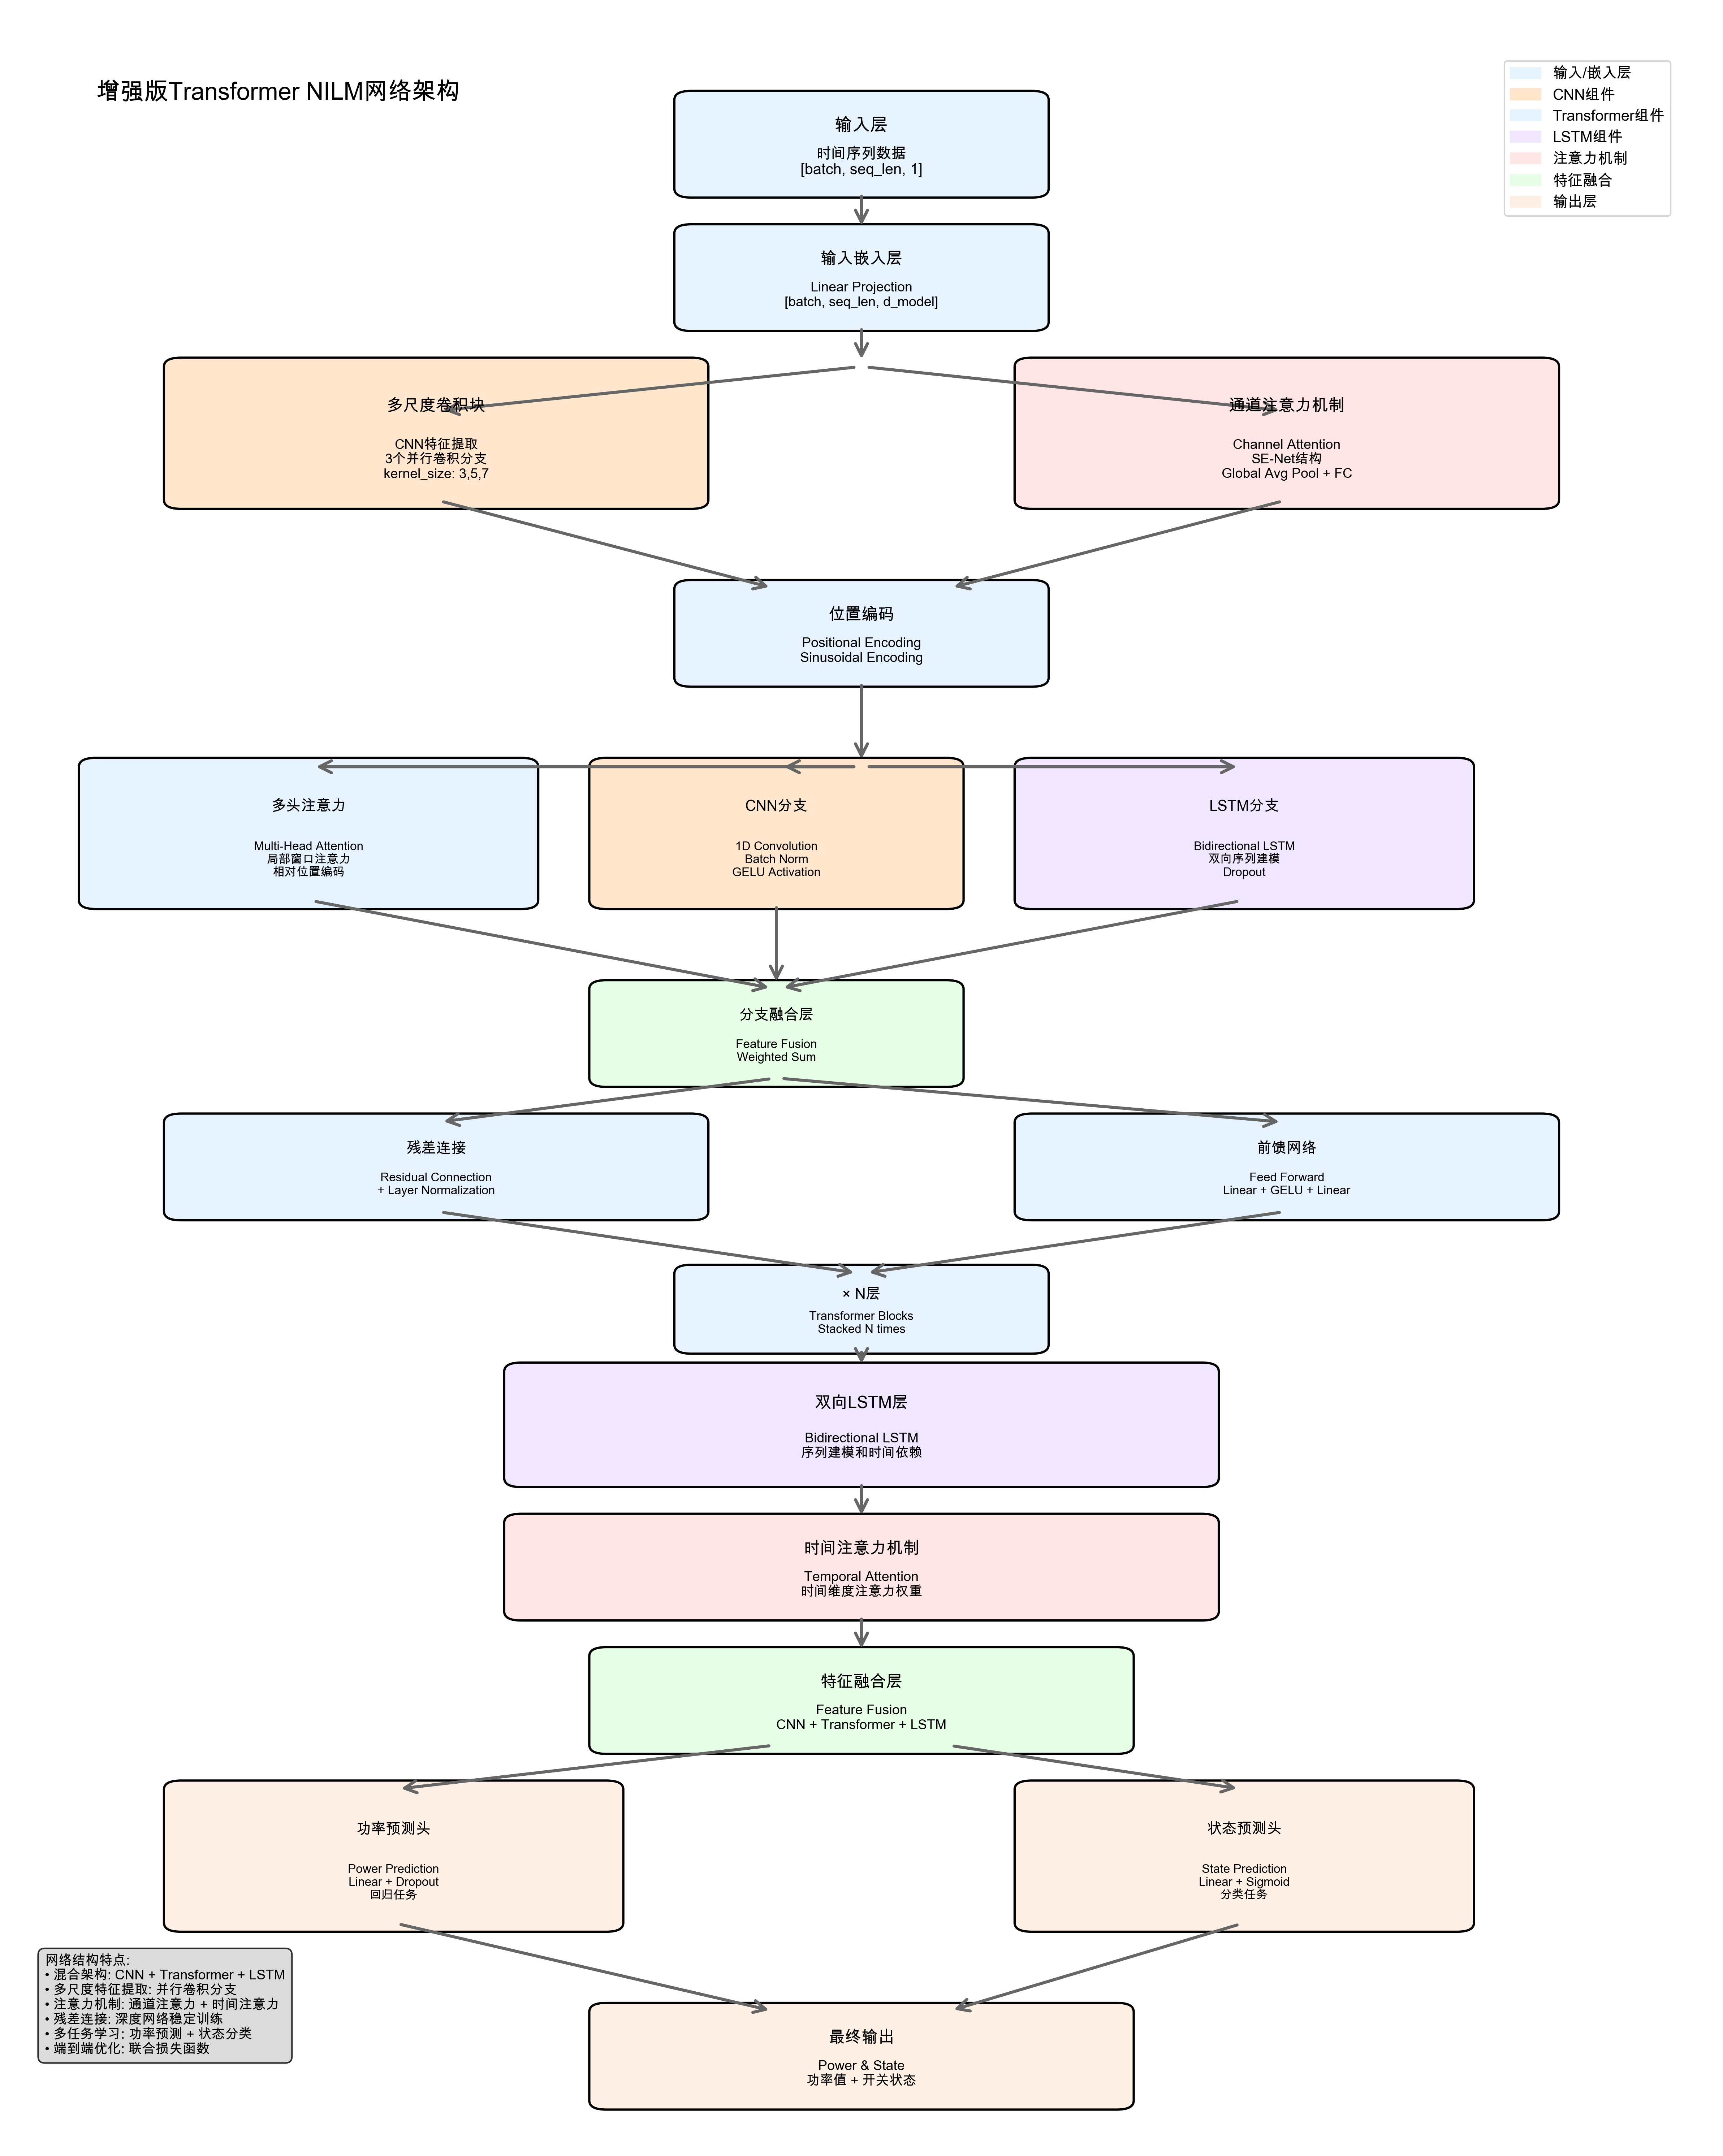 增强版Transformer NILM网络架构
输入/嵌入层
CNN组件
Transformer组件
LSTM组件
注意力机制
特征融合
输出层
输入层
时间序列数据
[batch, seq_len, 1]
输入嵌入层
Linear Projection
[batch, seq_len, d_model]
多尺度卷积块
CNN特征提取
3个并行卷积分支
kernel_size: 3,5,7
通道注意力机制
Channel Attention
SE-Net结构
Global Avg Pool + FC
位置编码
Positional Encoding
Sinusoidal Encoding
多头注意力
Multi-Head Attention
局部窗口注意力
相对位置编码
CNN分支
1D Convolution
Batch Norm
GELU Activation
LSTM分支
Bidirectional LSTM
双向序列建模
Dropout
分支融合层
Feature Fusion
Weighted Sum
残差连接
Residual Connection
+ Layer Normalization
前馈网络
Feed Forward
Linear + GELU + Linear
× N层
Transformer Blocks
Stacked N times
双向LSTM层
Bidirectional LSTM
序列建模和时间依赖
时间注意力机制
Temporal Attention
时间维度注意力权重
特征融合层
Feature Fusion
CNN + Transformer + LSTM
功率预测头
Power Prediction
Linear + Dropout
回归任务
状态预测头
State Prediction
Linear + Sigmoid
分类任务
网络结构特点:
• 混合架构: CNN + Transformer + LSTM
• 多尺度特征提取: 并行卷积分支
• 注意力机制: 通道注意力 + 时间注意力
• 残差连接: 深度网络稳定训练
• 多任务学习: 功率预测 + 状态分类
• 端到端优化: 联合损失函数
最终输出
Power & State
功率值 + 开关状态